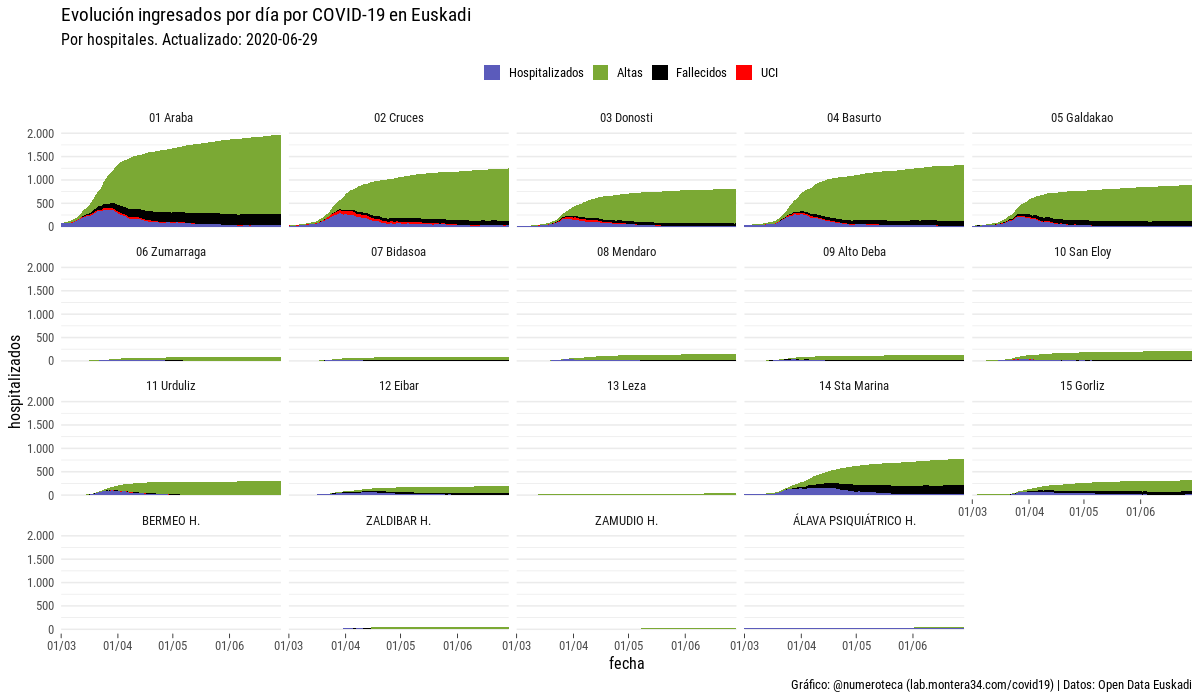 Evolución ingresados por día por COVID-19 en Euskadi
Por hospitales. Actualizado: 2020-06-29
Hospitalizados Altas Fallecidos UCI
01 Araba 02 Cruces 03 Donosti 04 Basurto 05 Galdakao
2.000
1.500
1.000
500
0
06 Zumarraga 07 Bidasoa 08 Mendaro 09 Alto Deba 10 San Eloy
2.000
1.500
1.000
500
0
hospitalizados
11 Urduliz 12 Eibar 13 Leza 14 Sta Marina 15 Gorliz
2.000
1.500
1.000
500
0
01/03 01/04 01/05 01/06
BERMEO H. ZALDIBAR H. ZAMUDIO H. ÁLAVA PSIQUIÁTRICO H.
2.000
1.500
1.000
500
0
01/03 01/04 01/05 01/06 01/03 01/04 01/05 01/06 01/03 01/04 01/05 01/06 01/03 01/04 01/05 01/06
fecha
Gráfico: @numeroteca (lab.montera34.com/covid19) | Datos: Open Data Euskadi